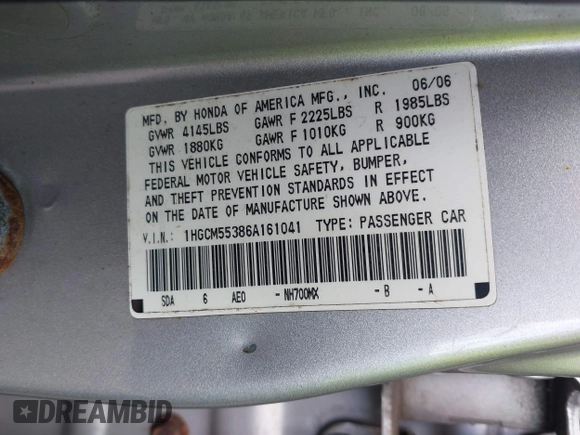 MFD. BY HONDA OF AMERICA MFG., INC. 06/06
GVWR 4145LBS GAWR F 2225LBS R 1985LBS
GVWR 1880KG GAWR F 1010KG R 900KG
THIS VEHICLE CONFORMS TO ALL APPLICABLE
FEDERAL MOTOR VEHICLE SAFETY, BUMPER,
AND THEFT PREVENTION STANDARDS IN EFFECT
ON THE DATE OF MANUFACTURE SHOWN ABOVE.
V.I.N.: 1HGCM55386A161041 TYPE: PASSENGER CAR
SDA 6 AEO - NH700MX - B - A
DREAMBID